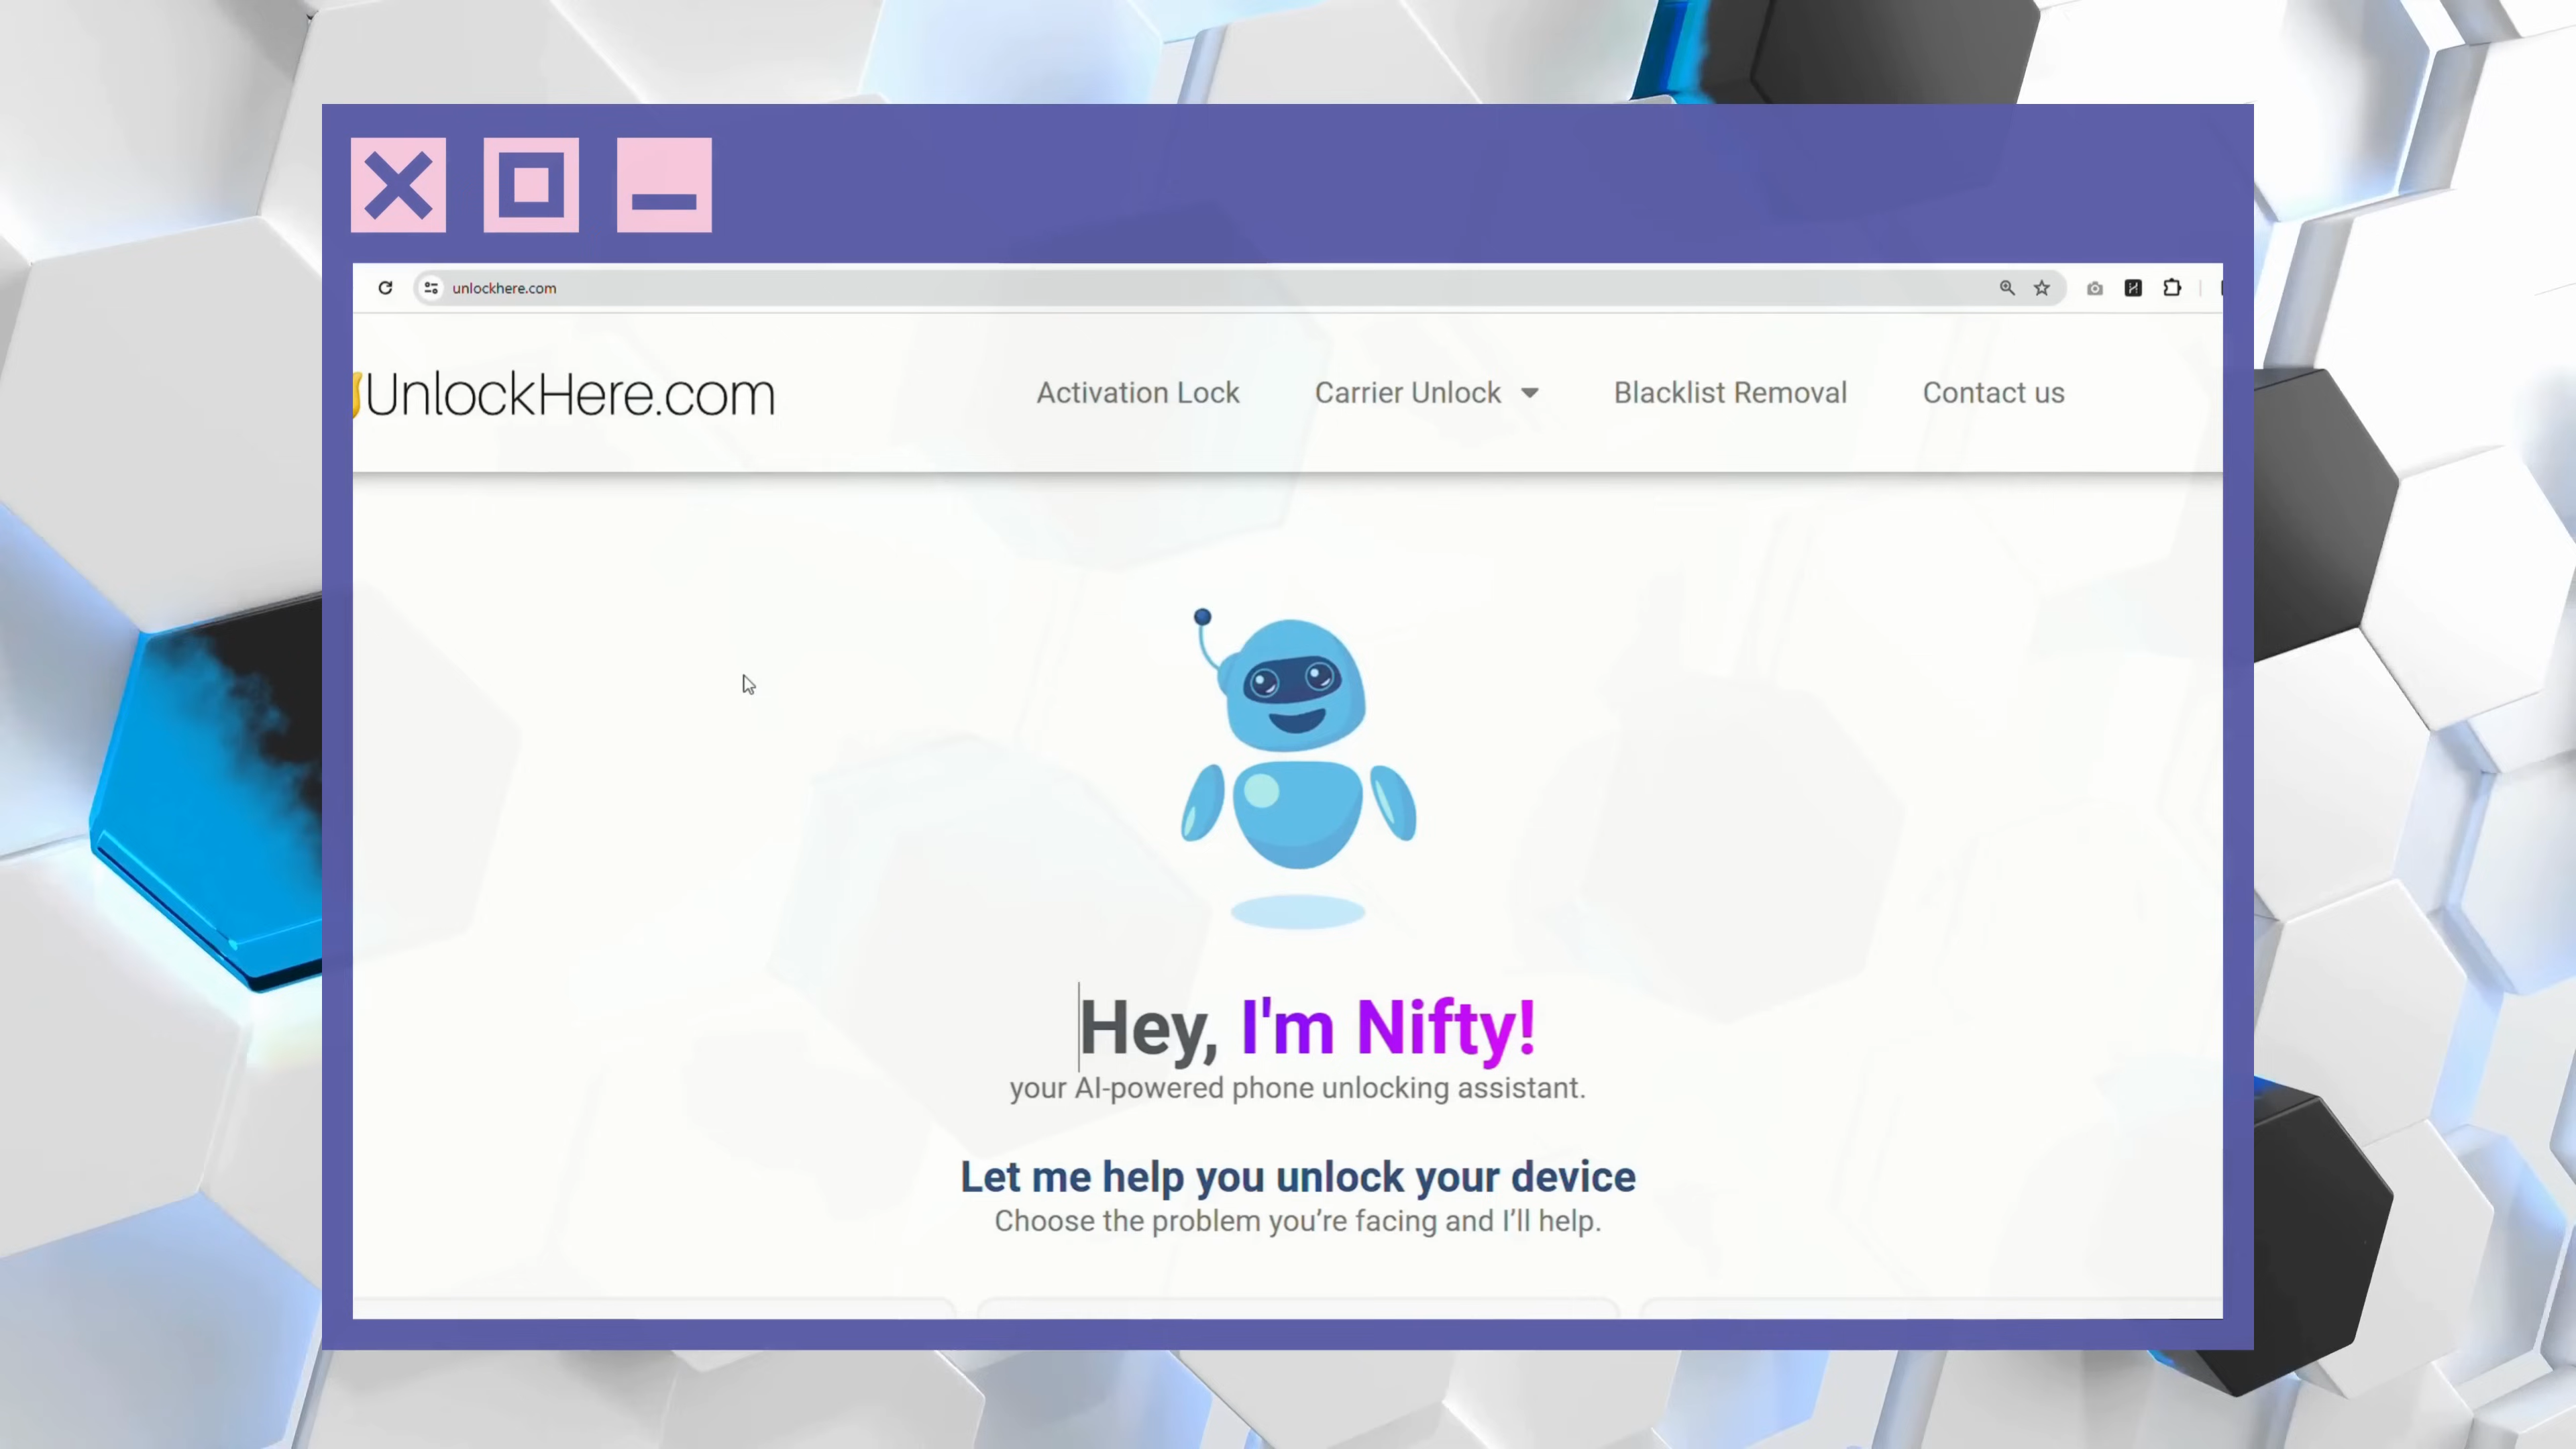 unlockhere.com
UnlockHere.com
Activation Lock
Carrier Unlock
Blacklist Removal
Contact us
Hey, I'm Nifty!
your AI-powered phone unlocking assistant.
Let me help you unlock your device
Choose the problem you’re facing and I’ll help.